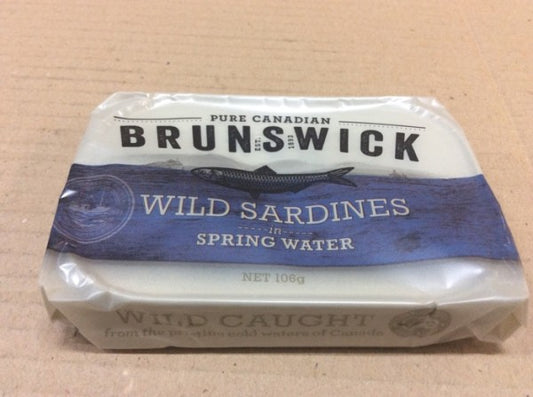 PURE CANADIAN
BRUNSWICK
EST. 1893
WILD SARDINES
in
SPRING WATER
NET 106g
WILD CAUGHT
from the pristine cold waters of Canada